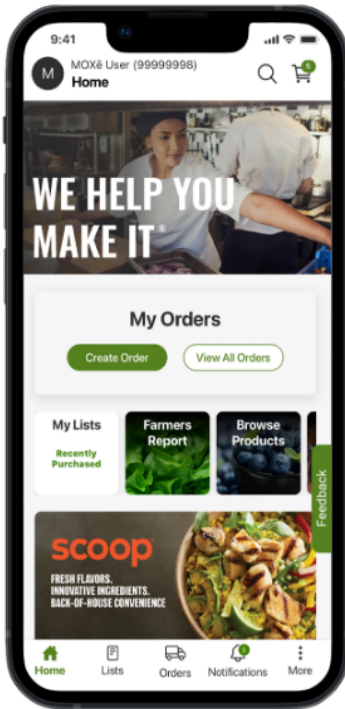 9:41
M
MOXē User (99999998)
Home
5
WE HELP YOU
MAKE IT®
My Orders
Create Order
View All Orders
My Lists
Recently
Purchased
Farmers
Report
Browse
Products
Feedback
scoop
FRESH FLAVORS.
INNOVATIVE INGREDIENTS.
BACK-OF-HOUSE CONVENIENCE
Home
Lists
Orders
Notifications
More